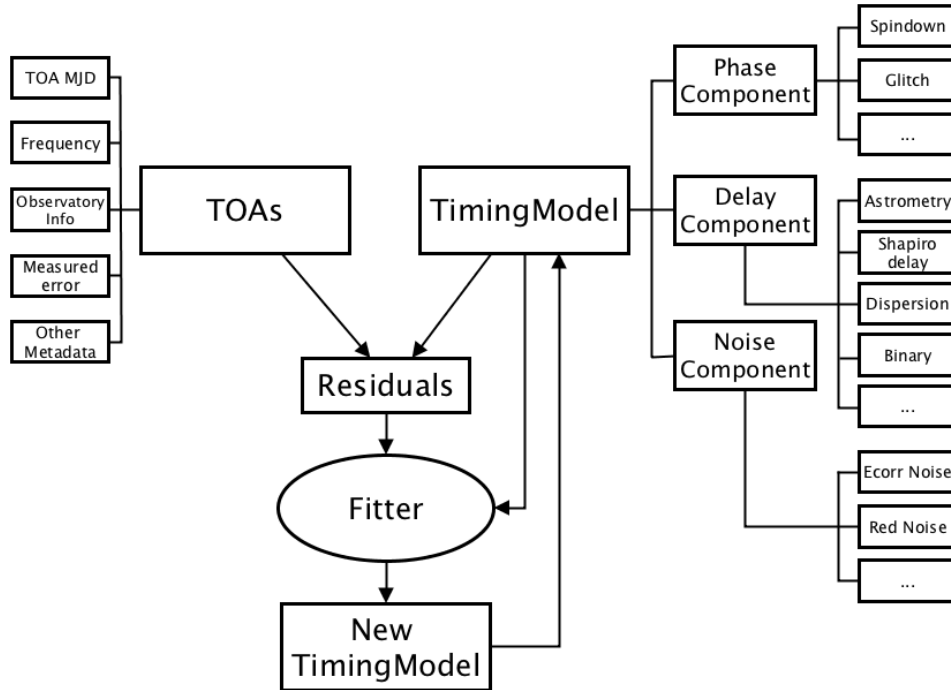 TOA MJD
Frequency
Observatory
Info
Measured
error
Other
Metadata
TOAs
TimingModel
Residuals
Fitter
New
TimingModel
Phase
Component
Delay
Component
Noise
Component
Spindown
Glitch
...
Astrometry
Shapiro
delay
Dispersion
Binary
...
Ecorr Noise
Red Noise
...